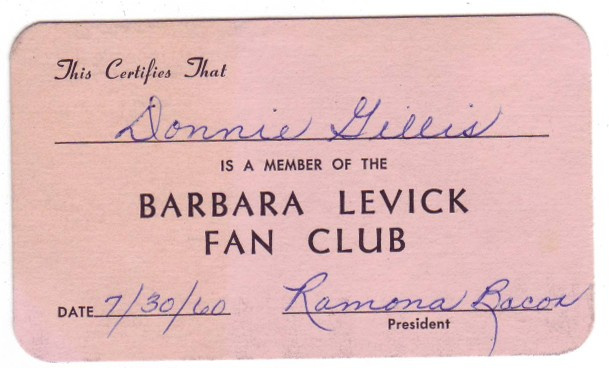 This Certifies That
Donnie Gillis
IS A MEMBER OF THE
BARBARA LEVICK
FAN CLUB
DATE 7/30/60 Ramona Bacon
President